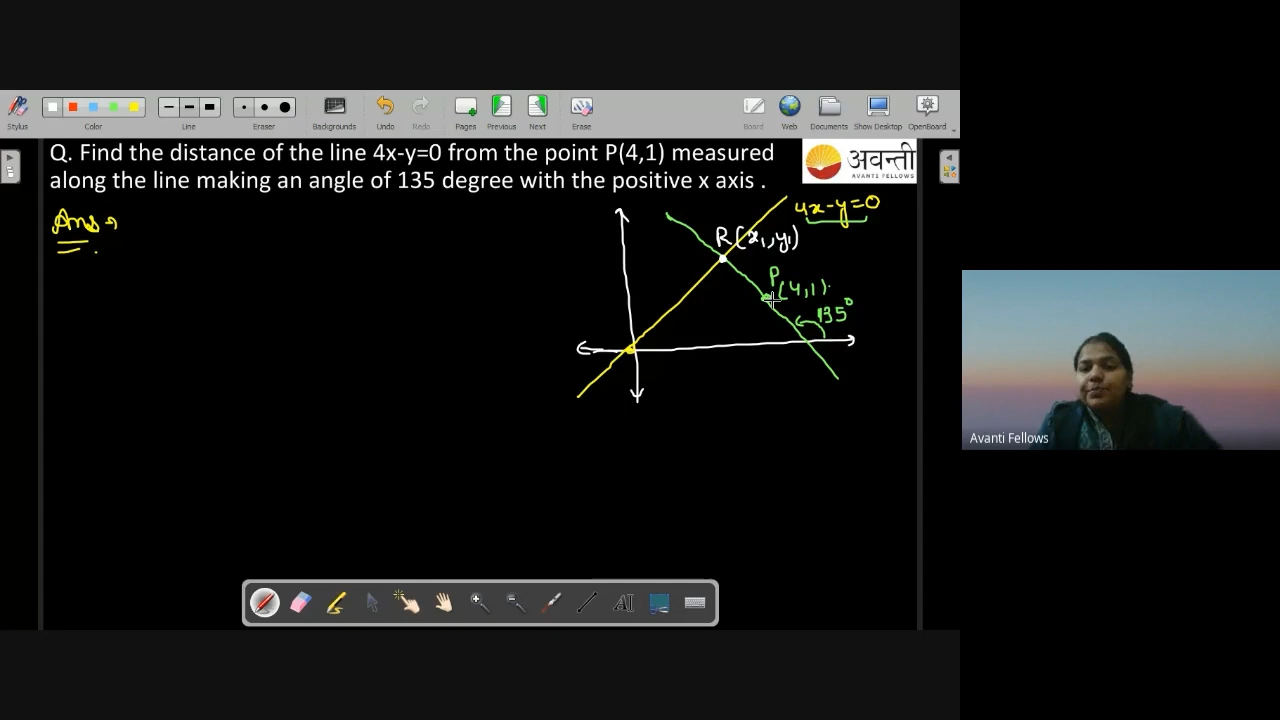 Stylus
Color
Line
Eraser
Backgrounds
Undo
Redo
Pages
Previous
Next
Erase
Board
Web
Documents
Show Desktop
OpenBoard
Q. Find the distance of the line 4x-y=0 from the point P(4,1) measured
along the line making an angle of 135 degree with the positive x axis .
अवन्ती
AVANTI FELLOWS
Ans →
4x-y=0
R(x₁,y₁)
P
(4,1).
135°
AI
Avanti Fellows